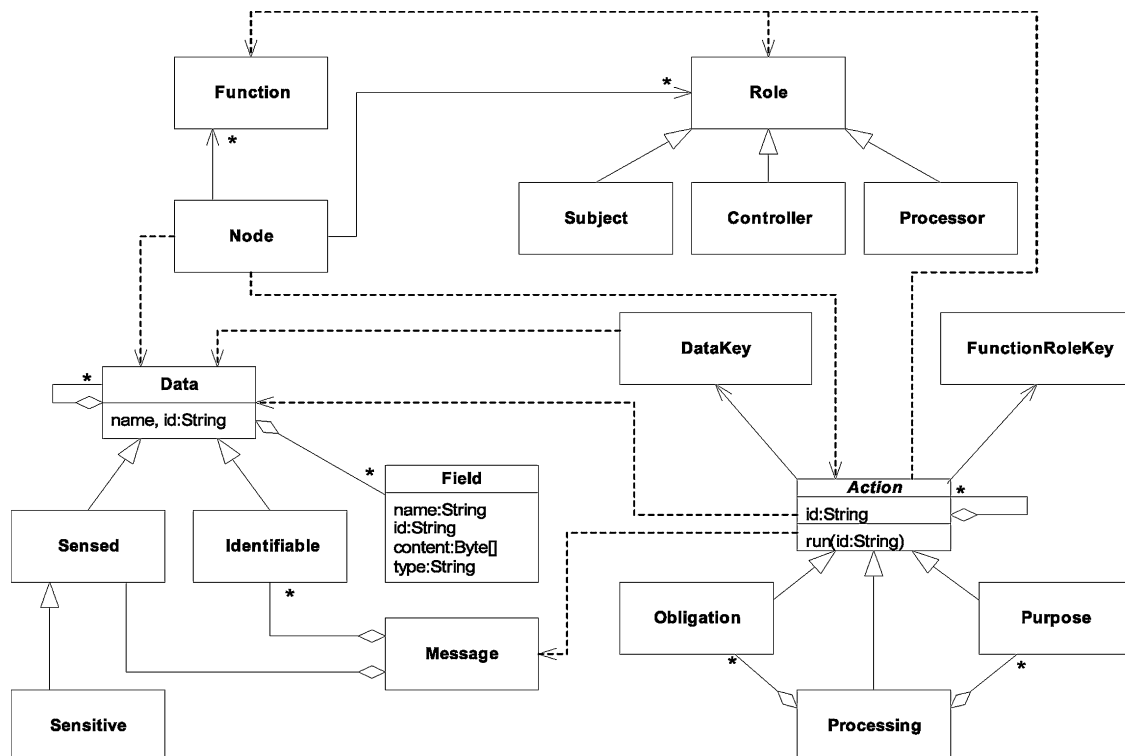 Function
*
Role
*
Subject
Controller
Processor
Node
DataKey
FunctionRoleKey
*
Data
name, id:String
*
Field
name:String
id:String
content:Byte[]
type:String
Action
*
id:String
run(id:String)
Sensed
Identifiable
*
Obligation
Purpose
Message
*
*
Sensitive
Processing